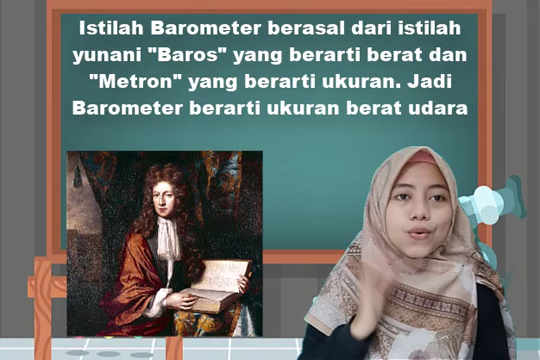 Istilah Barometer berasal dari istilah
yunani "Baros" yang berarti berat dan
"Metron" yang berarti ukuran. Jadi
Barometer berarti ukuran berat udara